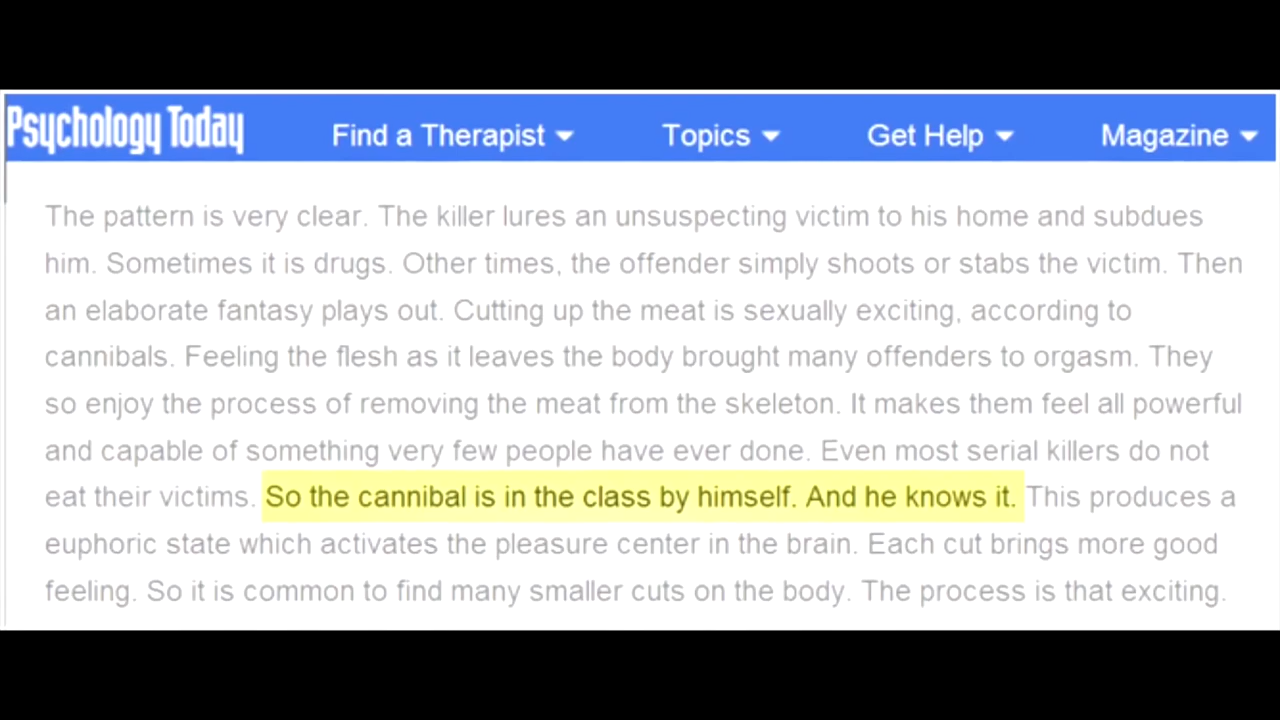 Psychology Today Find a Therapist Topics Get Help Magazine
The pattern is very clear. The killer lures an unsuspecting victim to his home and subdues
him. Sometimes it is drugs. Other times, the offender simply shoots or stabs the victim. Then
an elaborate fantasy plays out. Cutting up the meat is sexually exciting, according to
cannibals. Feeling the flesh as it leaves the body brought many offenders to orgasm. They
so enjoy the process of removing the meat from the skeleton. It makes them feel all powerful
and capable of something very few people have ever done. Even most serial killers do not
eat their victims. So the cannibal is in the class by himself. And he knows it. This produces a
euphoric state which activates the pleasure center in the brain. Each cut brings more good
feeling. So it is common to find many smaller cuts on the body. The process is that exciting.